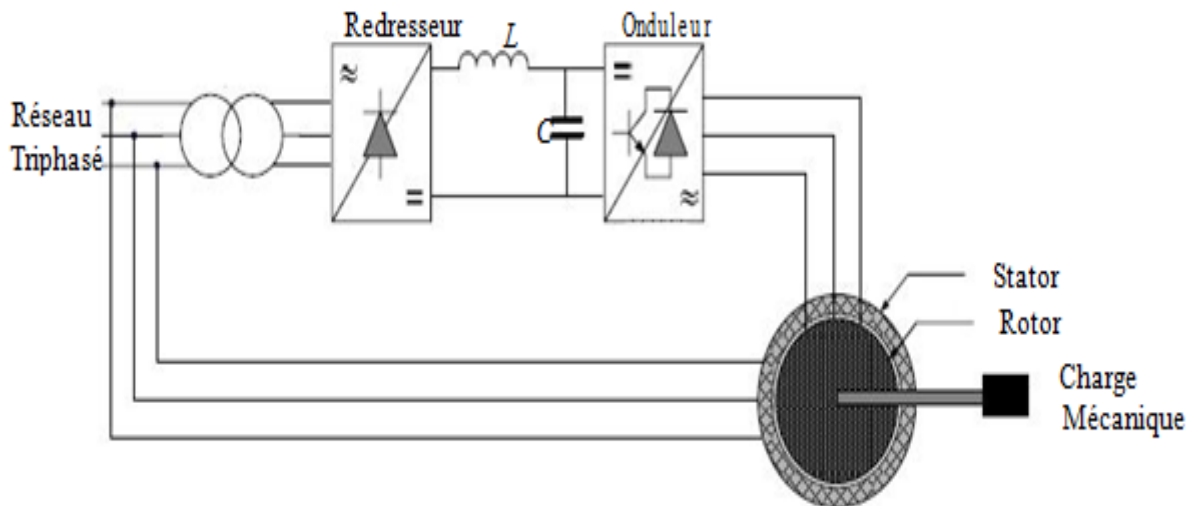 Redresseur
L
Onduleur
Réseau
Triphasé
C
Stator
Rotor
Charge
Mécanique